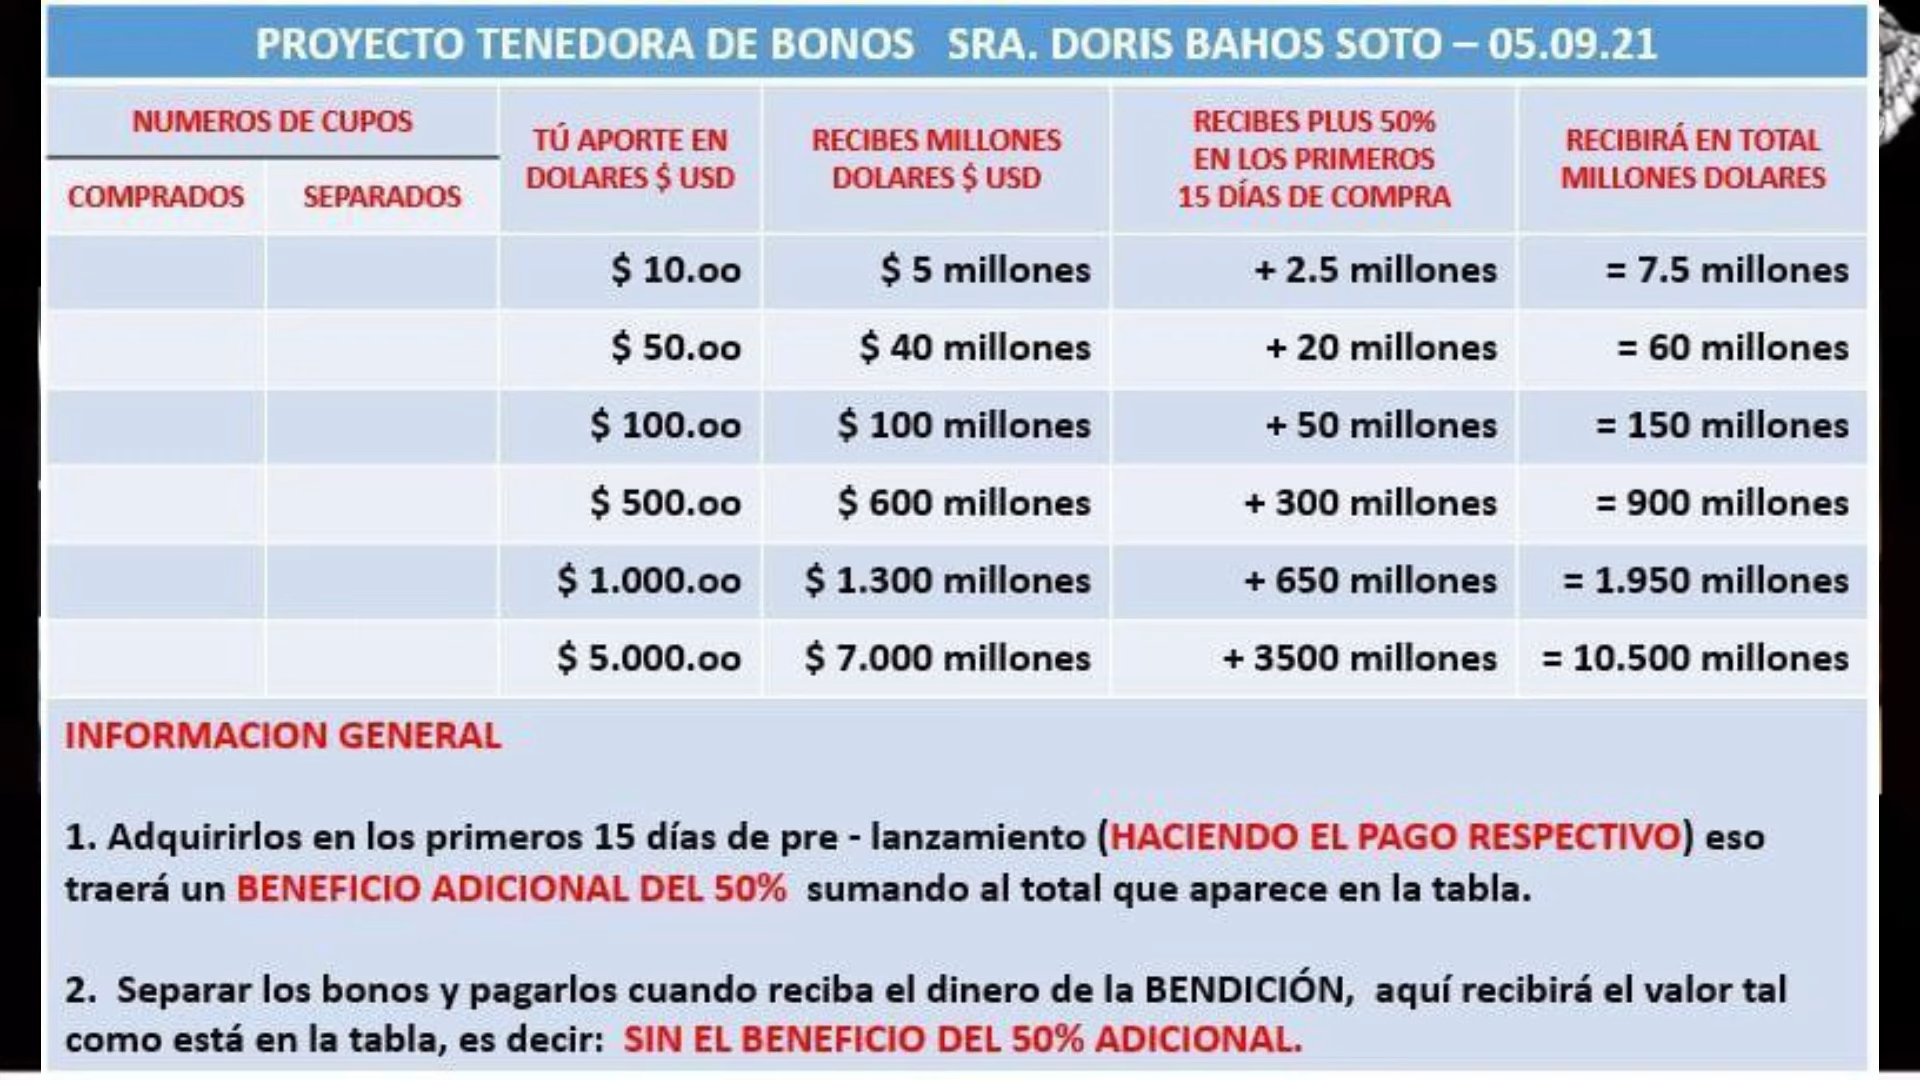 PROYECTO TENEDORA DE BONOS SRA. DORIS BAHOS SOTO – 05.09.21
NUMEROS DE CUPOS
COMPRADOS SEPARADOS
TÚ APORTE EN
DOLARES $ USD
RECIBES MILLONES
DOLARES $ USD
RECIBES PLUS 50%
EN LOS PRIMEROS
15 DÍAS DE COMPRA
RECIBIRÁ EN TOTAL
MILLONES DOLARES
$ 10.oo $ 5 millones + 2.5 millones = 7.5 millones
$ 50.oo $ 40 millones + 20 millones = 60 millones
$ 100.oo $ 100 millones + 50 millones = 150 millones
$ 500.oo $ 600 millones + 300 millones = 900 millones
$ 1.000.oo $ 1.300 millones + 650 millones = 1.950 millones
$ 5.000.oo $ 7.000 millones + 3500 millones = 10.500 millones
INFORMACION GENERAL
1. Adquirirlos en los primeros 15 días de pre - lanzamiento (HACIENDO EL PAGO RESPECTIVO) eso
traerá un BENEFICIO ADICIONAL DEL 50% sumando al total que aparece en la tabla.
2. Separar los bonos y pagarlos cuando reciba el dinero de la BENDICIÓN, aquí recibirá el valor tal
como está en la tabla, es decir: SIN EL BENEFICIO DEL 50% ADICIONAL.